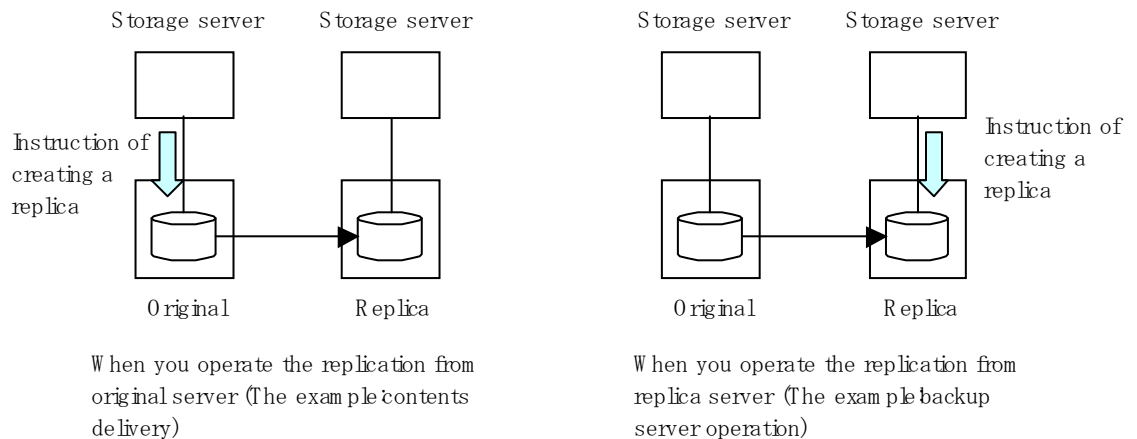 Storage server
Storage server
Instruction of
creating a
replica
Original
Replica
When you operate the replication from
original server (The example:contents
delivery)
Storage server
Storage server
Instruction of
creating a
replica
Original
Replica
When you operate the replication from
replica server (The example:backup
server operation)